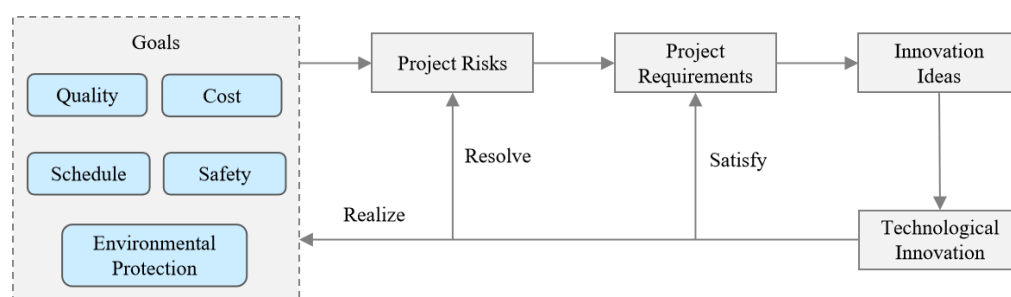 Goals
Quality
Cost
Schedule
Safety
Environmental
Protection
Project Risks
Project
Requirements
Innovation
Ideas
Resolve
Satisfy
Realize
Technological
Innovation